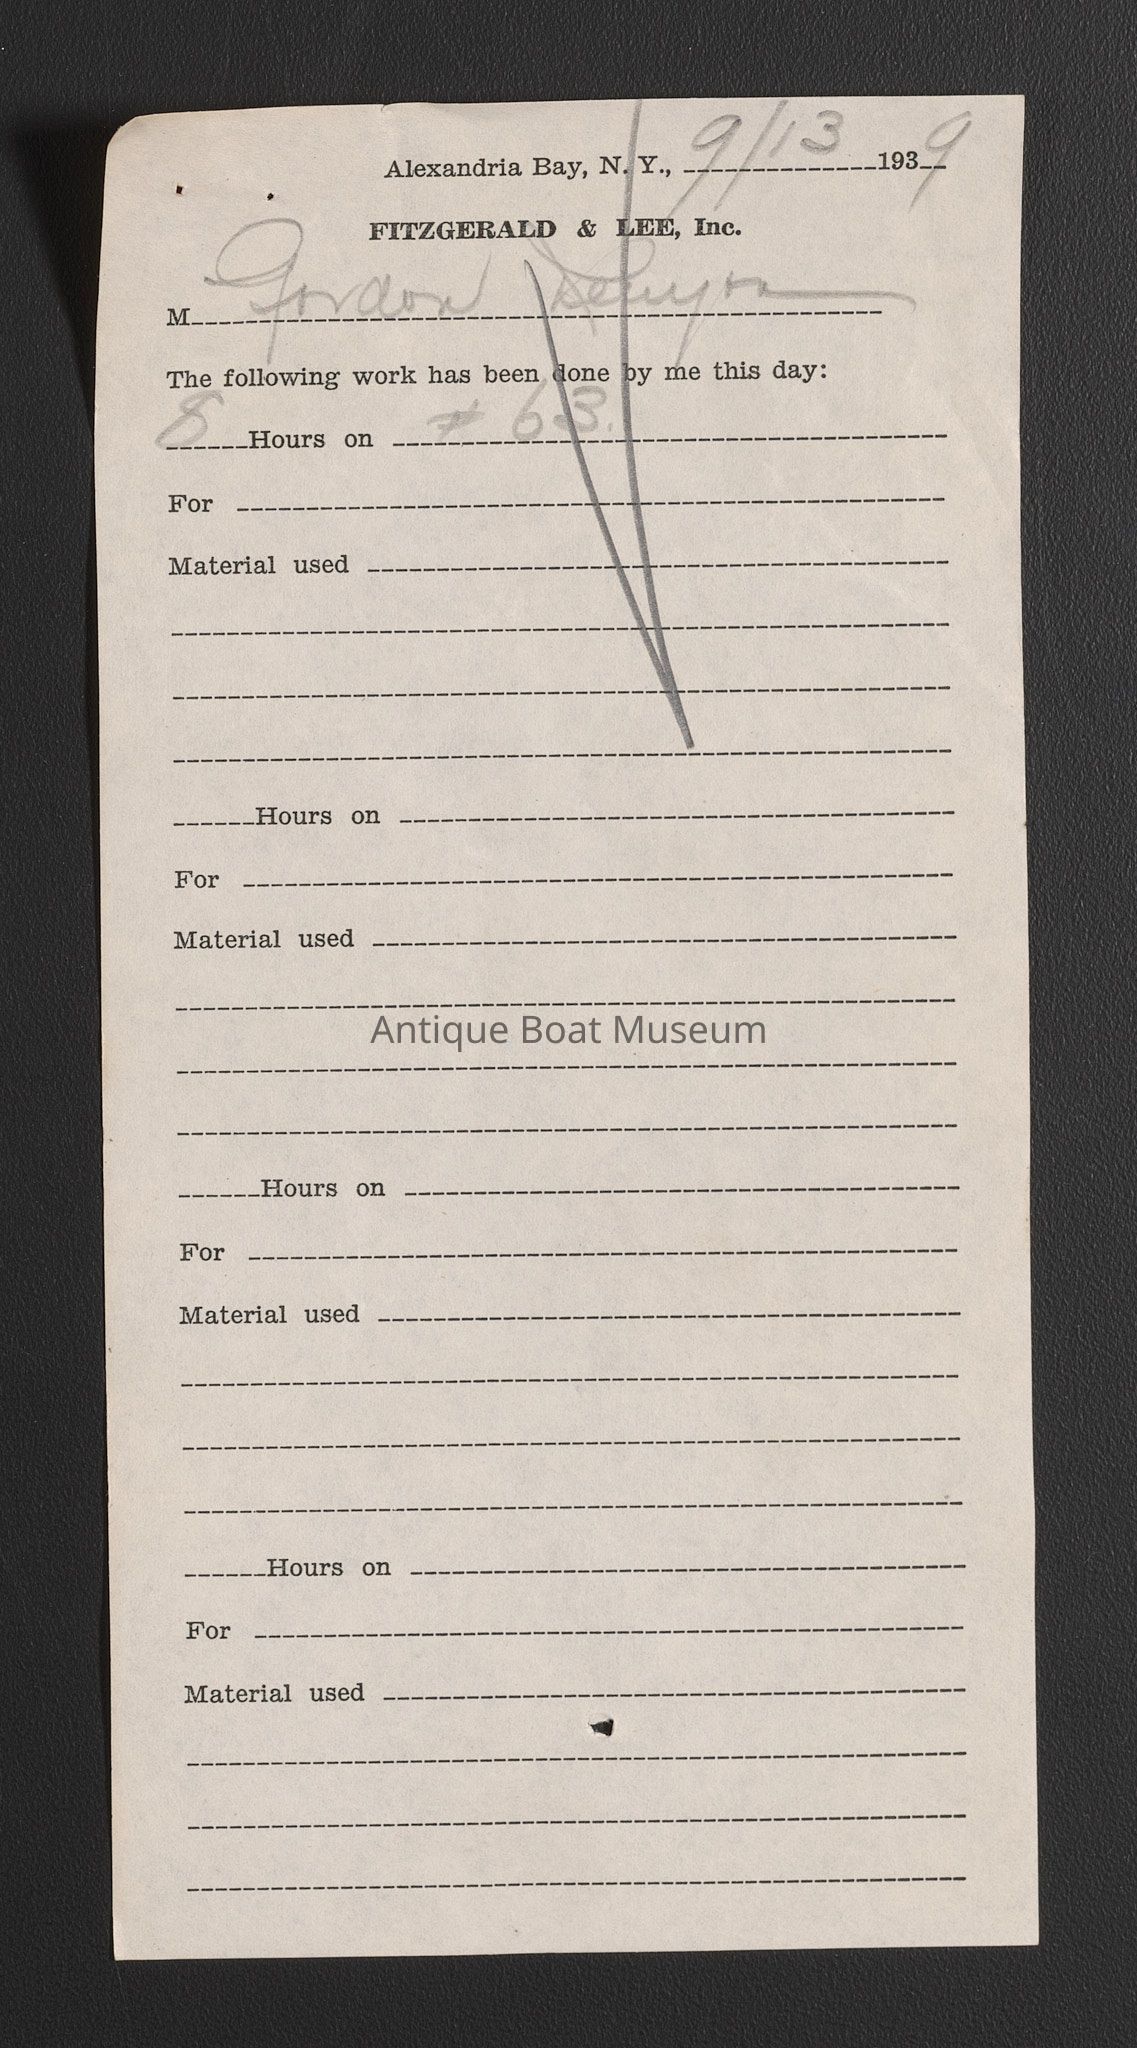 Alexandria Bay, N. Y., 9/13 1939
FITZGERALD & LEE, Inc.
M Gordon Kenyon
The following work has been done by me this day:
8 Hours on # 63.
For
Material used
Hours on
For
Material used
Antique Boat Museum
Hours on
For
Material used
Hours on
For
Material used